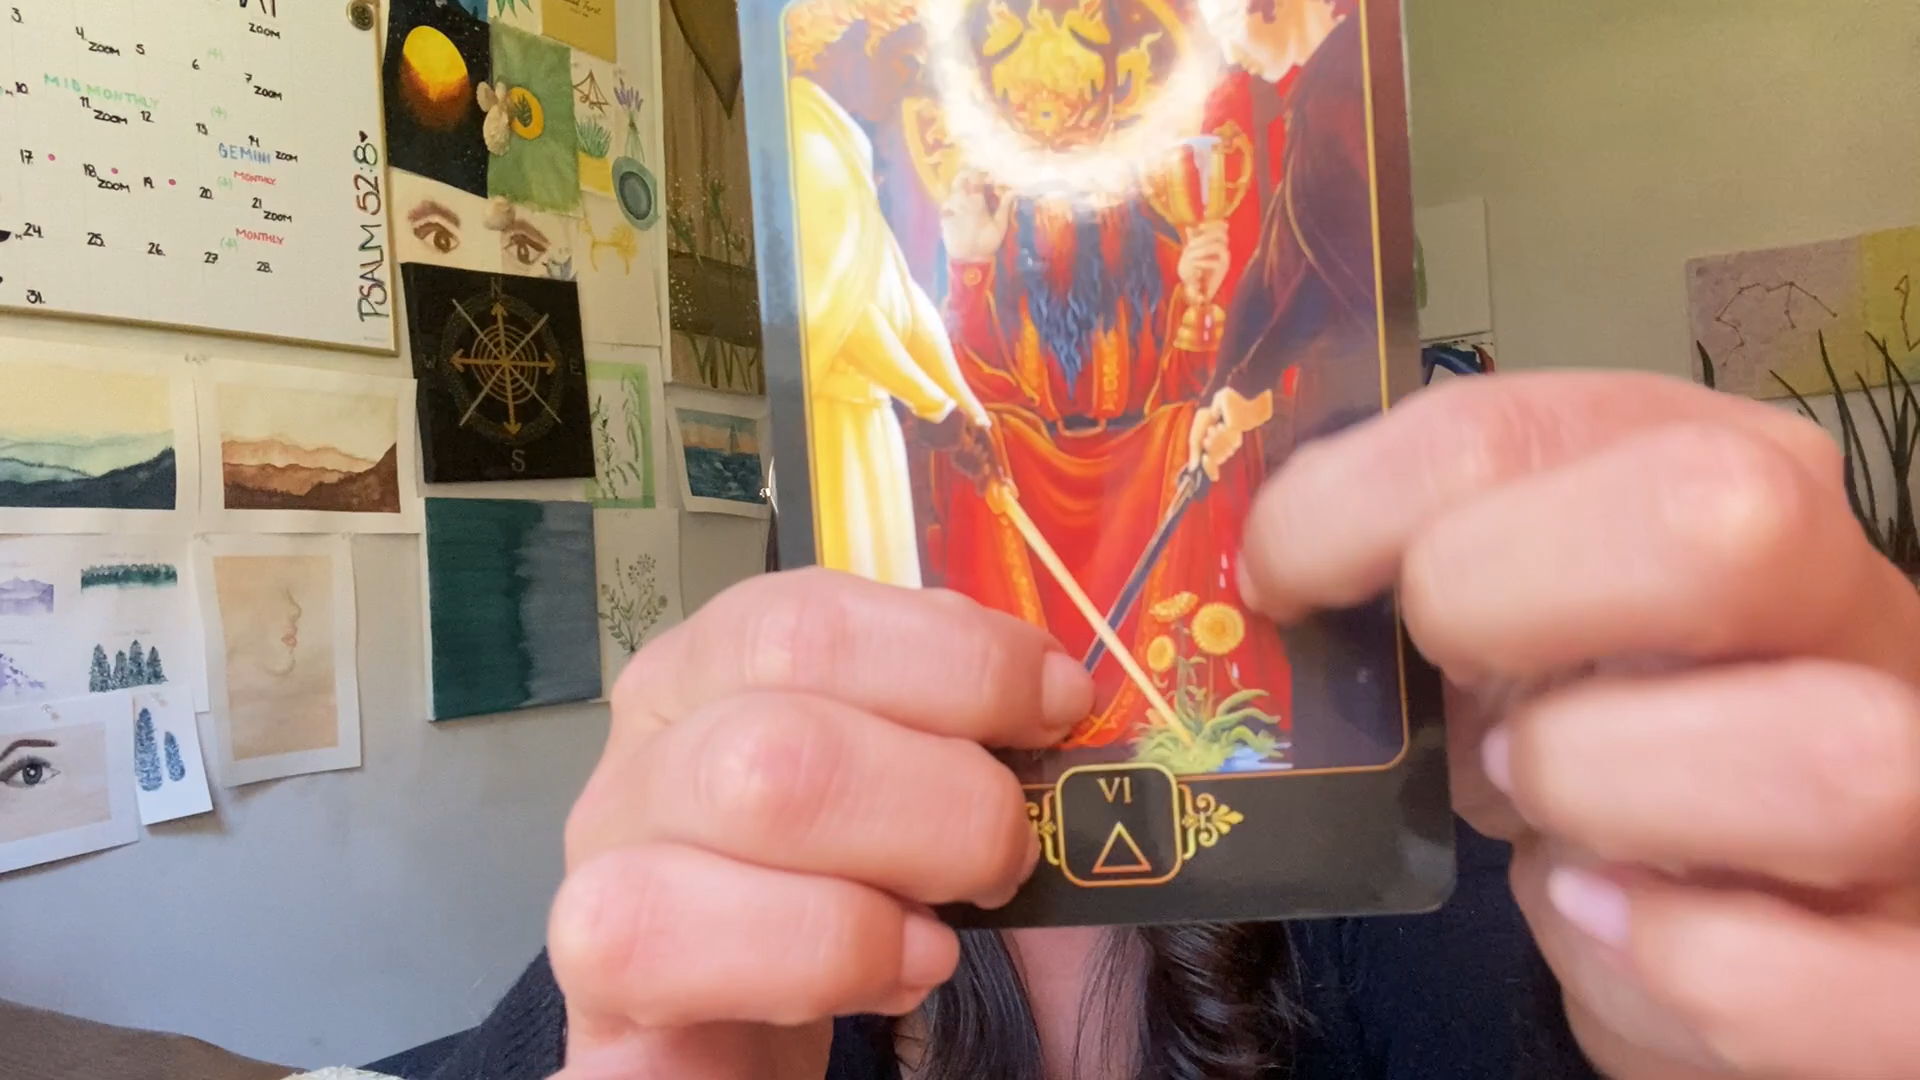 ZOOM
3.
4.
ZOOM
5
6.
7.
ZOOM
10.
MID MONTHLY
11.
ZOOM
12.
13.
14
ZOOM
GEMINI
17.
18.
ZOOM
19.
20.
MONTHLY
21.
ZOOM
24.
25.
26.
27
MONTHLY
28.
31.
PSALM 52:8
N
W
E
S
VI